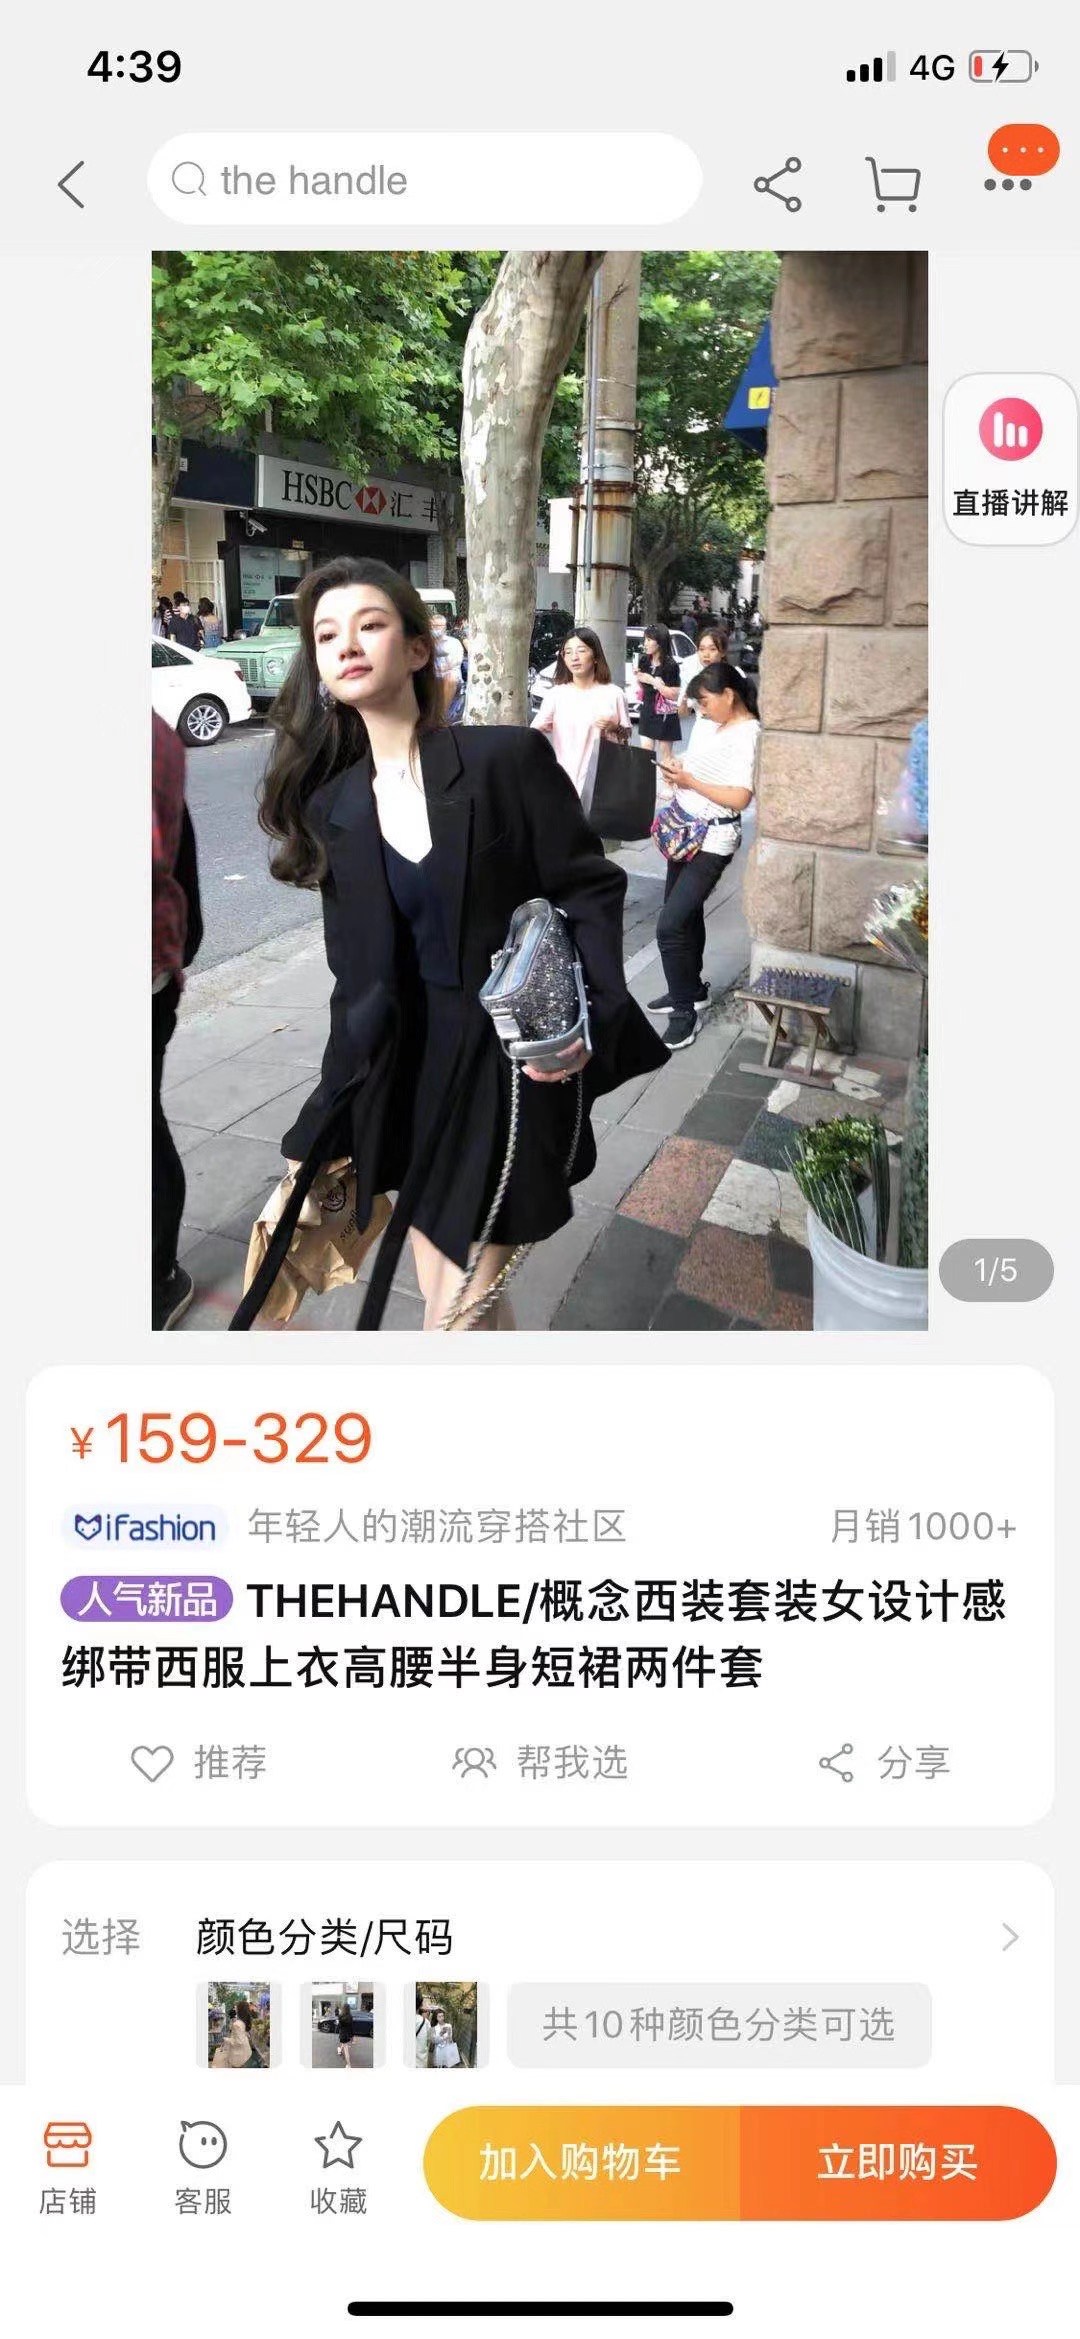 4:39
4G
the handle
HSBC 汇丰
直播讲解
1/5
¥159-329
iFashion 年轻人的潮流穿搭社区 月销1000+
人气新品 THEHANDLE/概念西装套装女设计感
绑带西服上衣高腰半身短裙两件套
推荐 帮我选 分享
选择 颜色分类/尺码
共10种颜色分类可选
店铺 客服 收藏 加入购物车 立即购买